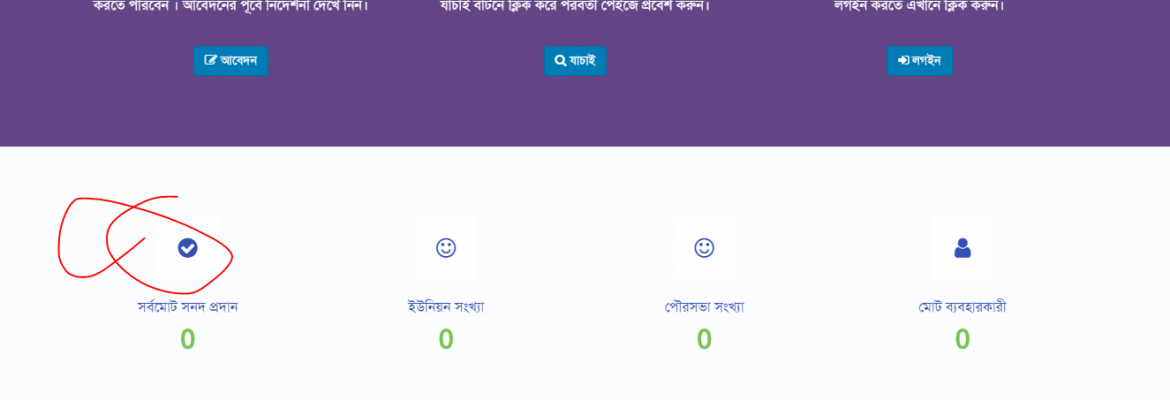 করতে পারবেন । আবেদনের পূর্বে নির্দেশনা দেখে নিন।
যাচাই বাটনে ক্লিক করে পরবর্তী পেইজে প্রবেশ করুন।
লগইন করতে এখানে ক্লিক করুন।
আবেদন
যাচাই
লগইন
সর্বমোট সনদ প্রদান
ইউনিয়ন সংখ্যা
পৌরসভা সংখ্যা
মোট ব্যবহারকারী
0
0
0
0